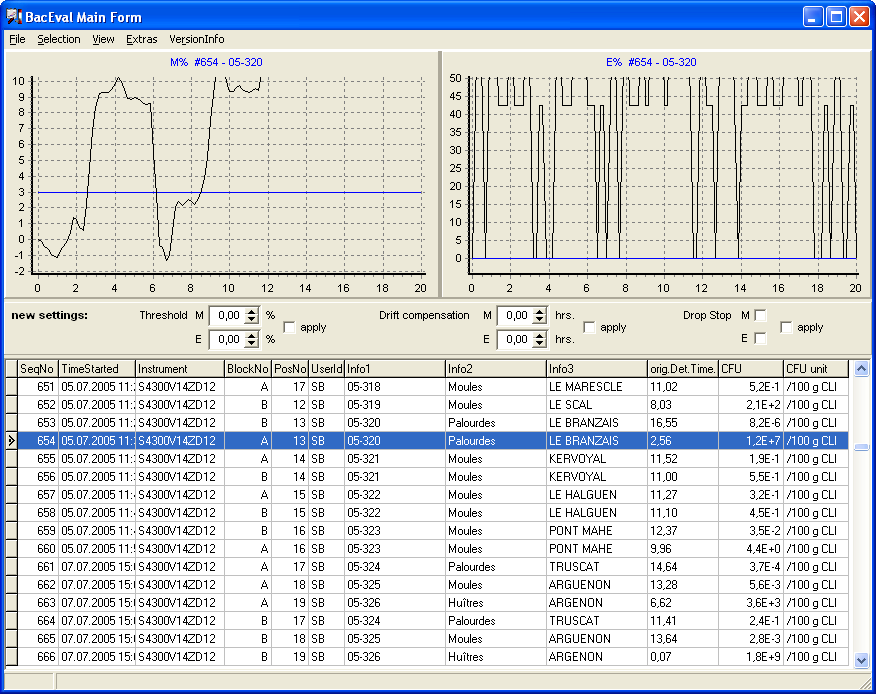 BacEval Main Form
File Selection View Extras VersionInfo
M% #654 - 05-320
E% #654 - 05-320
10
9
8
7
6
5
4
3
2
1
0
-1
-2
0 2 4 6 8 10 12 14 16 18 20
50
45
40
35
30
25
20
15
10
5
0
0 2 4 6 8 10 12 14 16 18 20
new settings: Threshold M 0,00 % apply Drift compensation M 0,00 hrs. apply Drop Stop M apply
E 0,00 % E 0,00 hrs. E
SeqNo TimeStarted Instrument BlockNo PosNo UserId Info1 Info2 Info3 orig.Det.Time. CFU CFU unit
651 05.07.2005 11: S4300V14ZD12 A 17 SB 05-318 Moules LE MARESCLE 11,02 5,2E-1 /100 g CLI
652 05.07.2005 11: S4300V14ZD12 B 12 SB 05-319 Moules LE SCAL 8,03 2,1E+2 /100 g CLI
653 05.07.2005 11: S4300V14ZD12 B 13 SB 05-320 Palourdes LE BRANZAIS 16,55 8,2E-6 /100 g CLI
654 05.07.2005 11: S4300V14ZD12 A 13 SB 05-320 Palourdes LE BRANZAIS 2,56 1,2E+7 /100 g CLI
655 05.07.2005 11: S4300V14ZD12 A 14 SB 05-321 Moules KERVOYAL 11,52 1,9E-1 /100 g CLI
656 05.07.2005 11: S4300V14ZD12 B 14 SB 05-321 Moules KERVOYAL 11,00 5,5E-1 /100 g CLI
657 05.07.2005 11: S4300V14ZD12 A 15 SB 05-322 Moules LE HALGUEN 11,27 3,2E-1 /100 g CLI
658 05.07.2005 11: S4300V14ZD12 B 15 SB 05-322 Moules LE HALGUEN 11,10 4,5E-1 /100 g CLI
659 05.07.2005 11: S4300V14ZD12 B 16 SB 05-323 Moules PONT MAHE 12,37 3,5E-2 /100 g CLI
660 05.07.2005 11: S4300V14ZD12 A 16 SB 05-323 Moules PONT MAHE 9,96 4,4E+0 /100 g CLI
661 07.07.2005 15: S4300V14ZD12 A 17 SB 05-324 Palourdes TRUSCAT 14,64 3,7E-4 /100 g CLI
662 07.07.2005 15: S4300V14ZD12 A 18 SB 05-325 Moules ARGUENON 13,28 5,6E-3 /100 g CLI
663 07.07.2005 15: S4300V14ZD12 A 19 SB 05-326 Huîtres ARGENON 6,62 3,6E+3 /100 g CLI
664 07.07.2005 15: S4300V14ZD12 B 17 SB 05-324 Palourdes TRUSCAT 11,41 2,4E-1 /100 g CLI
665 07.07.2005 15: S4300V14ZD12 B 18 SB 05-325 Moules ARGUENON 13,64 2,8E-3 /100 g CLI
666 07.07.2005 15: S4300V14ZD12 B 19 SB 05-326 Huîtres ARGENON 0,07 1,8E+9 /100 g CLI